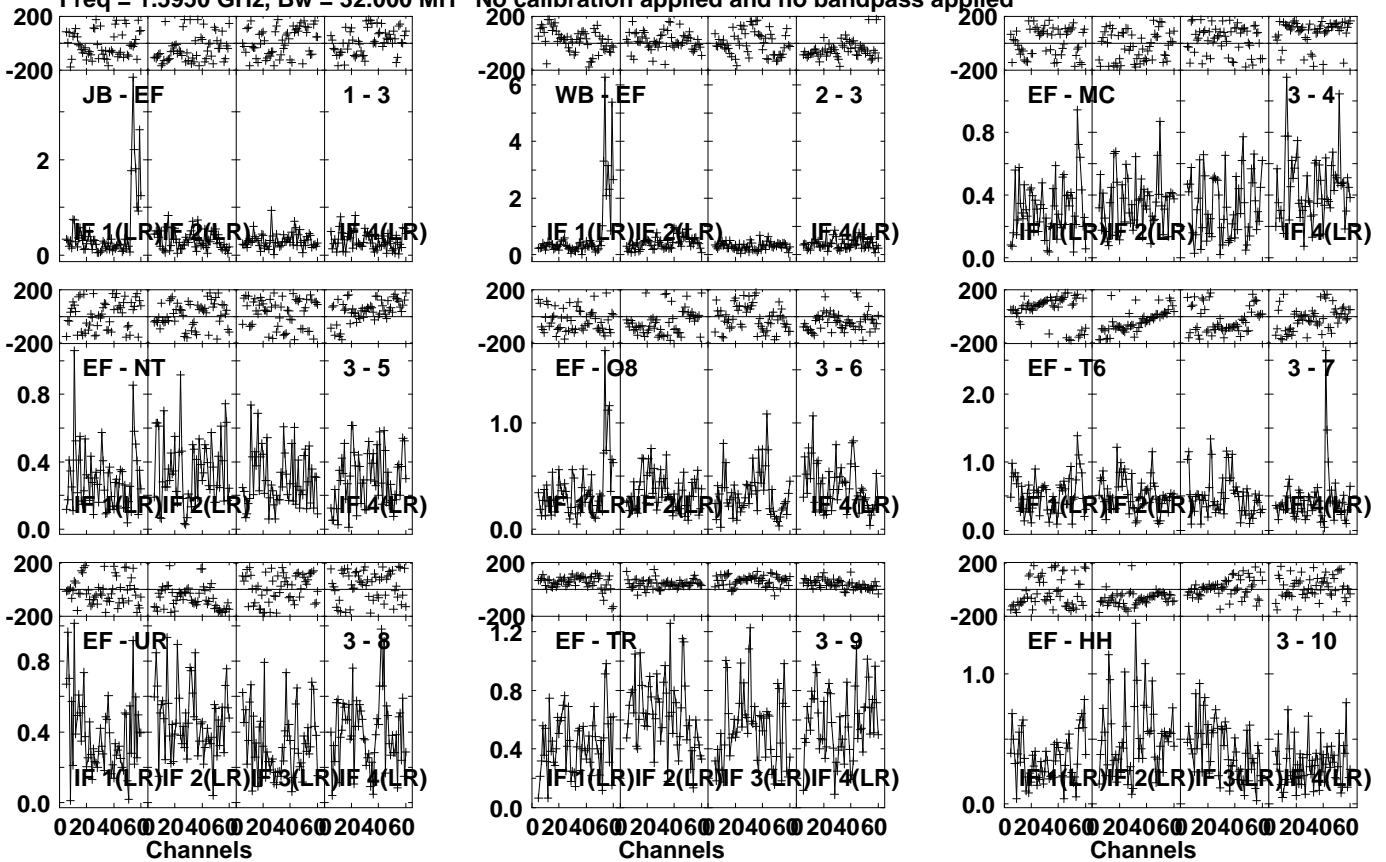 Freq = 1.5950 GHz, Bw = 32.000 MH No calibration applied and no bandpass applied
200
-200
JB - EF 1 - 3
2
0
IF 1(LR) IF 2(LR) IF 4(LR)
200
-200
WB - EF 2 - 3
6
4
2
0
IF 1(LR) IF 2(LR) IF 4(LR)
200
-200
EF - MC 3 - 4
0.8
0.4
0.0
IF 1(LR) IF 2(LR) IF 4(LR)
200
-200
EF - NT 3 - 5
0.8
0.4
0.0
IF 1(LR) IF 2(LR) IF 4(LR)
200
-200
EF - O8 3 - 6
1.0
0.0
IF 1(LR) IF 2(LR) IF 4(LR)
200
-200
EF - T6 3 - 7
2.0
1.0
0.0
IF 1(LR) IF 2(LR) IF 4(LR)
200
-200
EF - UR 3 - 8
0.8
0.4
0.0
IF 1(LR) IF 2(LR) IF 3(LR) IF 4(LR)
0 20 40 60 0 20 40 60 0 20 40 60 0 20 40 60
Channels
200
-200
EF - TR 3 - 9
1.2
0.8
0.4
0.0
IF 1(LR) IF 2(LR) IF 3(LR) IF 4(LR)
0 20 40 60 0 20 40 60 0 20 40 60 0 20 40 60
Channels
200
-200
EF - HH 3 - 10
1.0
0.0
IF 1(LR) IF 2(LR) IF 3(LR) IF 4(LR)
0 20 40 60 0 20 40 60 0 20 40 60 0 20 40 60
Channels